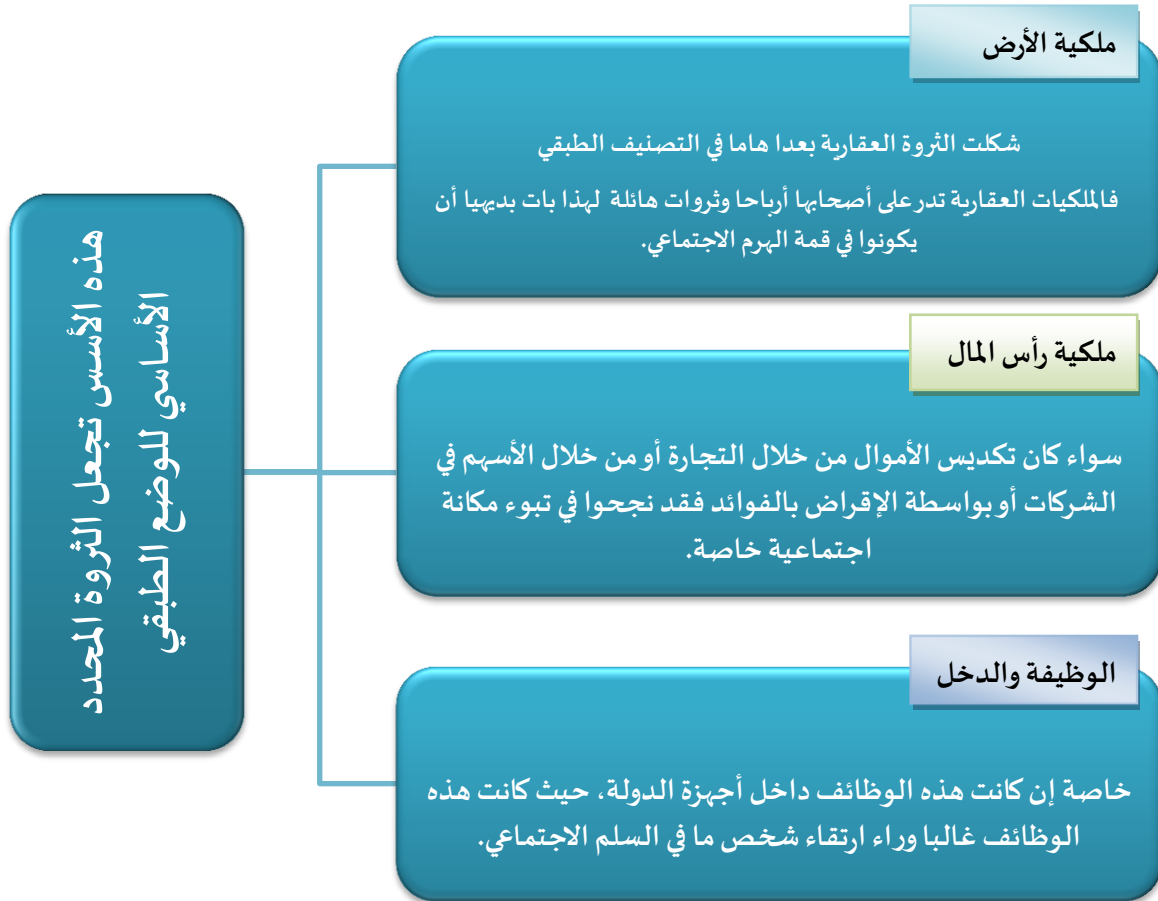 ملكية الأرض
شكلت الثروة العقارية بعدا هاما في التصنيف الطبقي
فالملكيات العقارية تدر على أصحابها أرباحا وثروات هائلة لهذا بات بديهيا أن
يكونوا في قمة الهرم الاجتماعي.
ملكية رأس المال
سواء كان تكديس الأموال من خلال التجارة أو من خلال الأسهم في
الشركات أو بواسطة الإقراض بالفوائد فقد نجحوا في تبوء مكانة
اجتماعية خاصة.
الوظيفة والدخل
خاصة إن كانت هذه الوظائف داخل أجهزة الدولة، حيث كانت هذه
الوظائف غالبا وراء ارتقاء شخص ما في السلم الاجتماعي.
هذه الأسس تجعل الثروة المحدد
الأساسي للوضع الطبقي